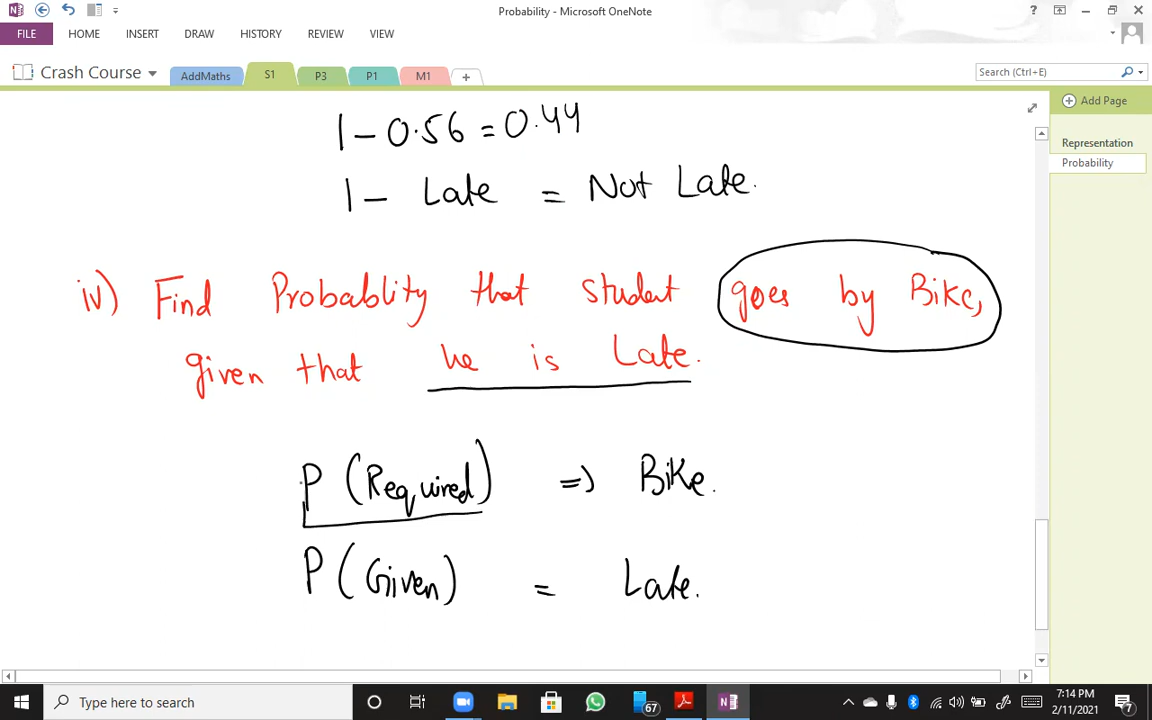 Probability - Microsoft OneNote
FILE HOME INSERT DRAW HISTORY REVIEW VIEW
Crash Course AddMaths S1 P3 P1 M1
Search (Ctrl+E)
Add Page
Representation
Probability
1 - 0.56 = 0.44
1 - Late = Not Late.
iv) Find Probablity that student goes by Bike,
given that he is Late.
P (Required) => Bike.
P (Given) = Late.
Type here to search
67
7:14 PM
2/11/2021
7